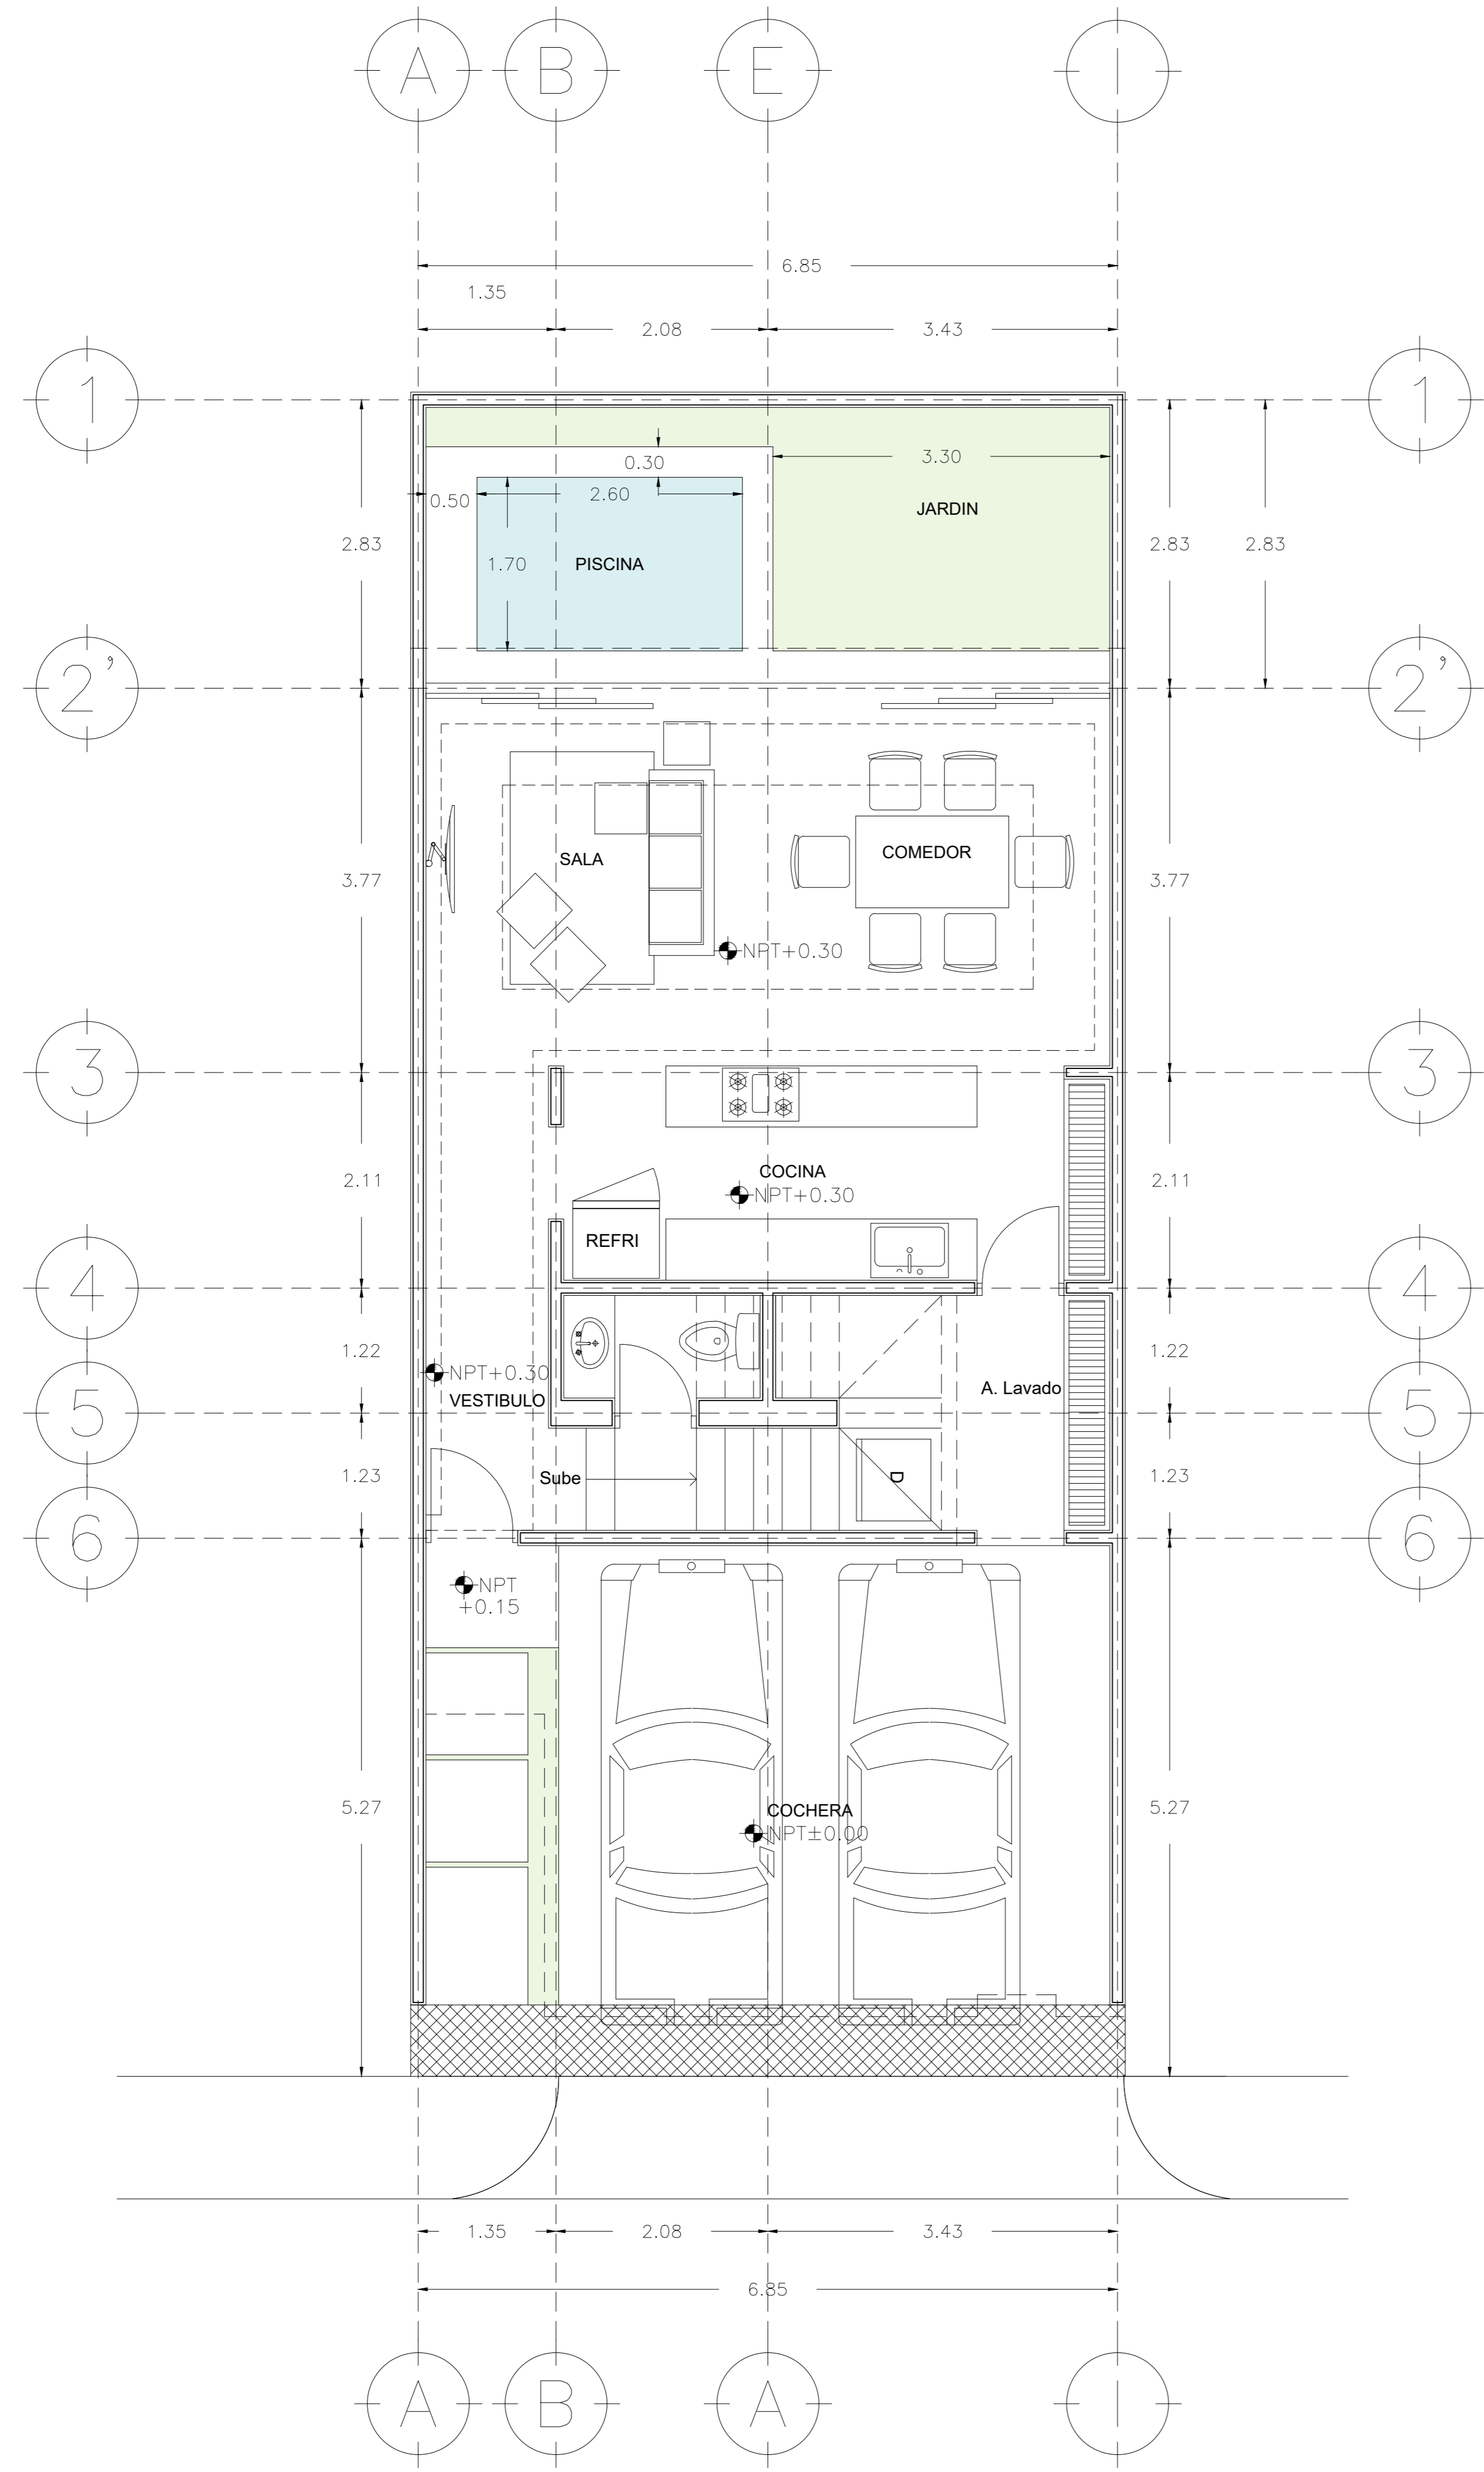 A B E I
6.85
1.35
2.08 3.43
1 1
0.30 3.30
0.50 2.60
JARDIN
2.83 2.83 2.83
1.70 PISCINA
2’ 2’
SALA COMEDOR
3.77 3.77
NPT+0.30
3 3
COCINA
2.11 2.11
NPT+0.30
REFRI
4 4
1.22 1.22
NPT+0.30
A. Lavado
VESTIBULO
5 5
1.23 Sube D 1.23
6 6
NPT
+0.15
5.27 COCHERA 5.27
NPT±0.00
1.35 2.08 3.43
6.85
A B A I